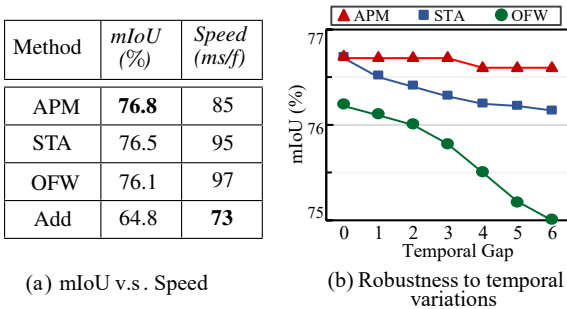 Method mIoU (%) Speed (ms/f)
APM 76.8 85
STA 76.5 95
OFW 76.1 97
Add 64.8 73
(a) mIoU v.s. Speed
APM STA OFW
77
76
75
mIoU (%)
0 1 2 3 4 5 6
Temporal Gap
(b) Robustness to temporal
variations